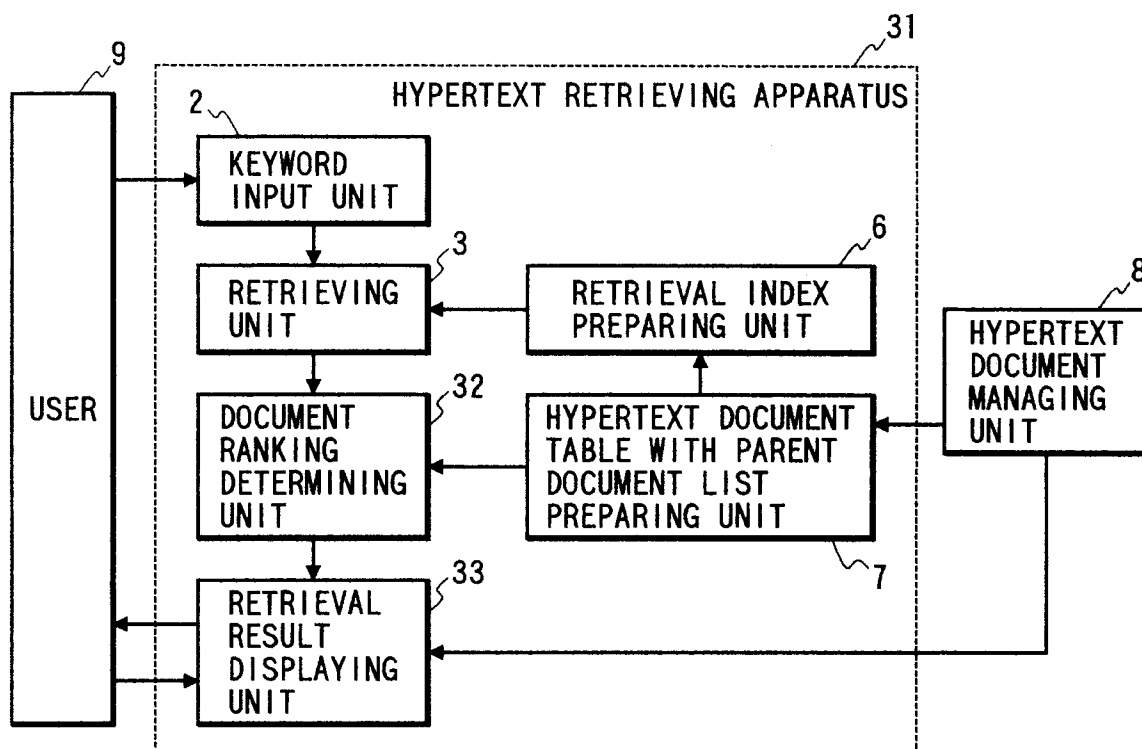 31
9
HYPERTEXT RETRIEVING APPARATUS
2
KEYWORD
INPUT UNIT
3
RETRIEVING
UNIT
6
RETRIEVAL INDEX
PREPARING UNIT
8
HYPERTEXT
DOCUMENT
MANAGING
UNIT
USER
32
DOCUMENT
RANKING
DETERMINING
UNIT
HYPERTEXT DOCUMENT
TABLE WITH PARENT
DOCUMENT LIST
PREPARING UNIT
7
33
RETRIEVAL
RESULT
DISPLAYING
UNIT